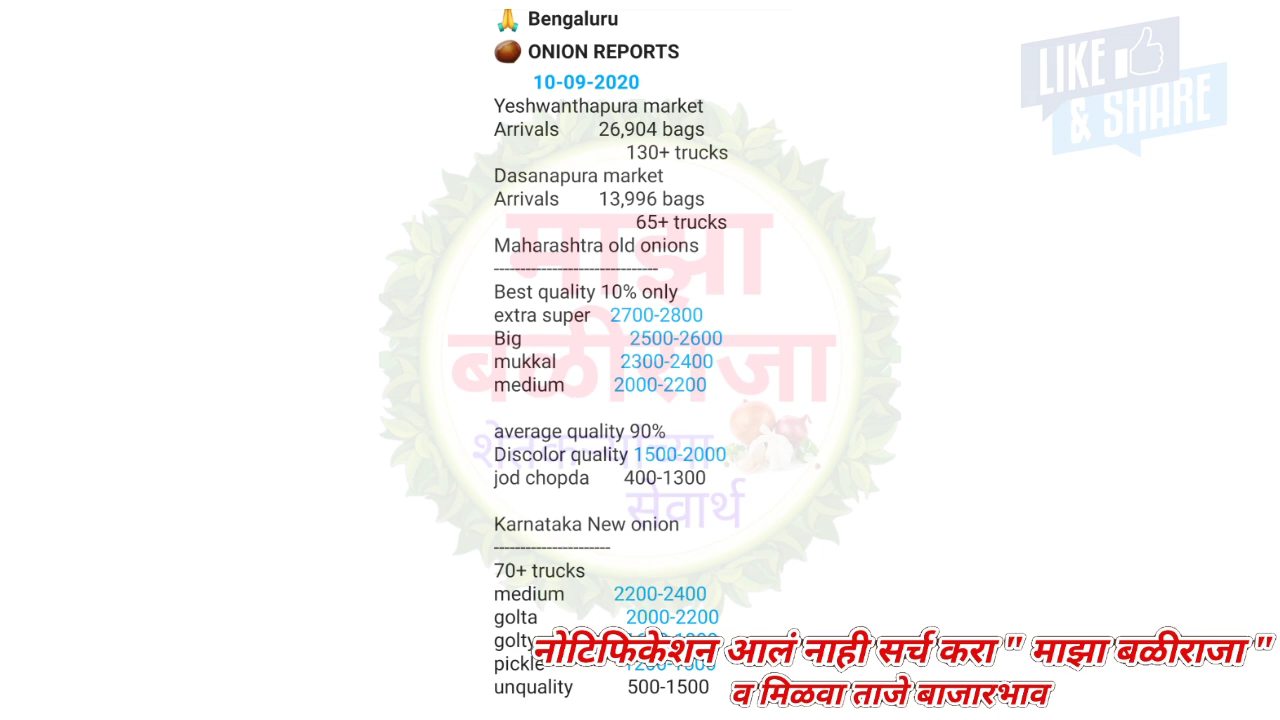 🙏 Bengaluru
🌰 ONION REPORTS
10-09-2020
Yeshwanthapura market
Arrivals 26,904 bags
130+ trucks
Dasanapura market
Arrivals 13,996 bags
65+ trucks
Maharashtra old onions
-------------------------------
Best quality 10% only
extra super 2700-2800
Big 2500-2600
mukkal 2300-2400
medium 2000-2200
average quality 90%
Discolor quality 1500-2000
jod chopda 400-1300
Karnataka New onion
----------------------
70+ trucks
medium 2200-2400
golta 2000-2200
golty
pickle
unquality 500-1500
LIKE
& SHARE
माझा
बळीराजा
शेतकऱ्यांच्या
सेवार्थ
नोटिफिकेशन आलं नाही सर्च करा " माझा बळीराजा "
व मिळवा ताजे बाजारभाव